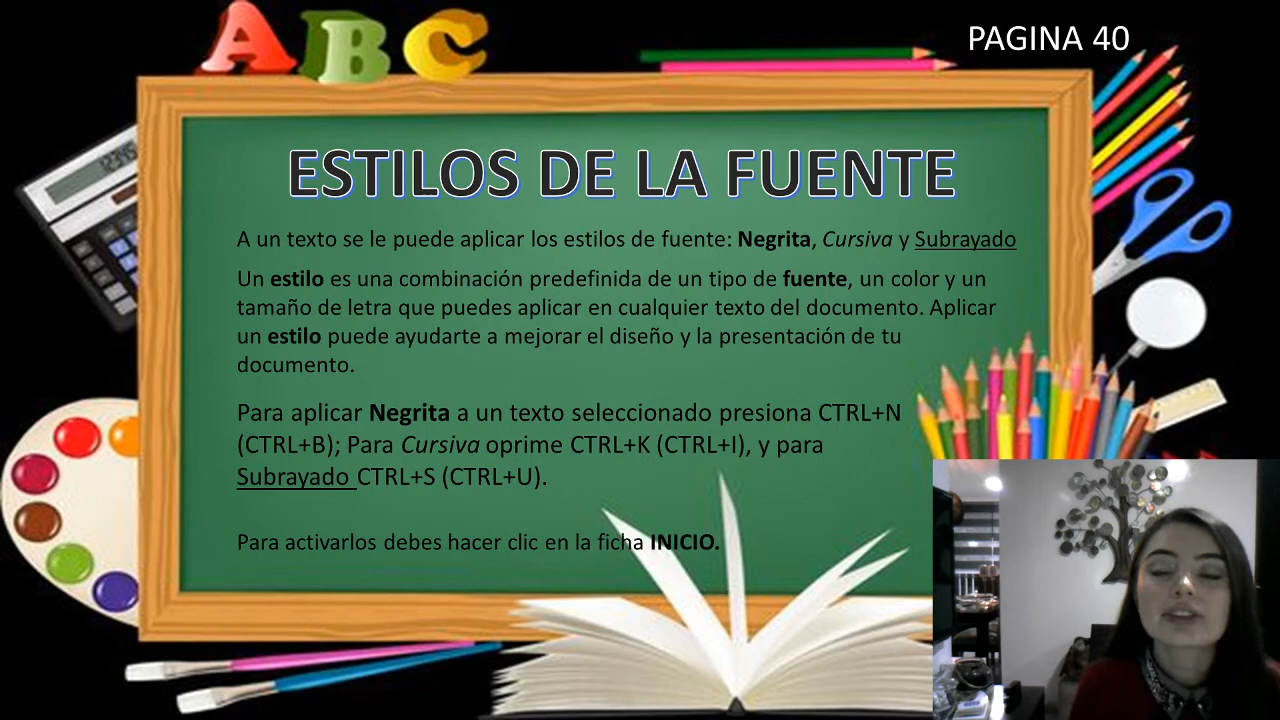 ABC
PAGINA 40
12345
ESTILOS DE LA FUENTE
A un texto se le puede aplicar los estilos de fuente: Negrita, Cursiva y Subrayado
Un estilo es una combinación predefinida de un tipo de fuente, un color y un
tamaño de letra que puedes aplicar en cualquier texto del documento. Aplicar
un estilo puede ayudarte a mejorar el diseño y la presentación de tu
documento.
Para aplicar Negrita a un texto seleccionado presiona CTRL+N
(CTRL+B); Para Cursiva oprime CTRL+K (CTRL+I), y para
Subrayado CTRL+S (CTRL+U).
Para activarlos debes hacer clic en la ficha INICIO.